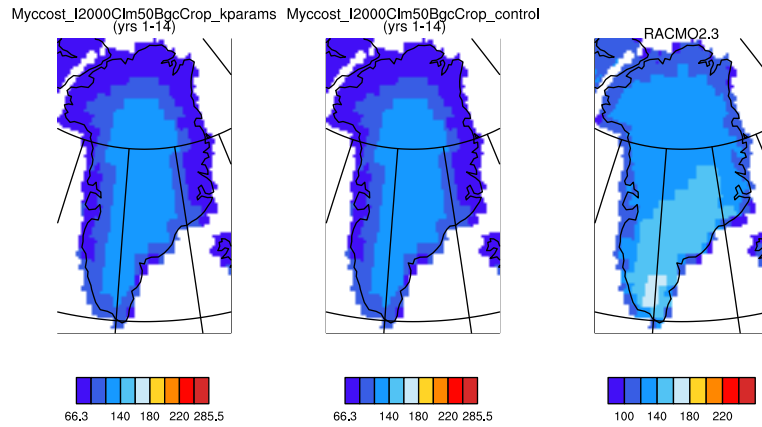 Myccost_I2000Clm50BgcCrop_kparams
(yrs 1-14)
Myccost_I2000Clm50BgcCrop_control
(yrs 1-14)
RACMO2.3
66.3 140 180 220 285.5
66.3 140 180 220 285.5
100 140 180 220